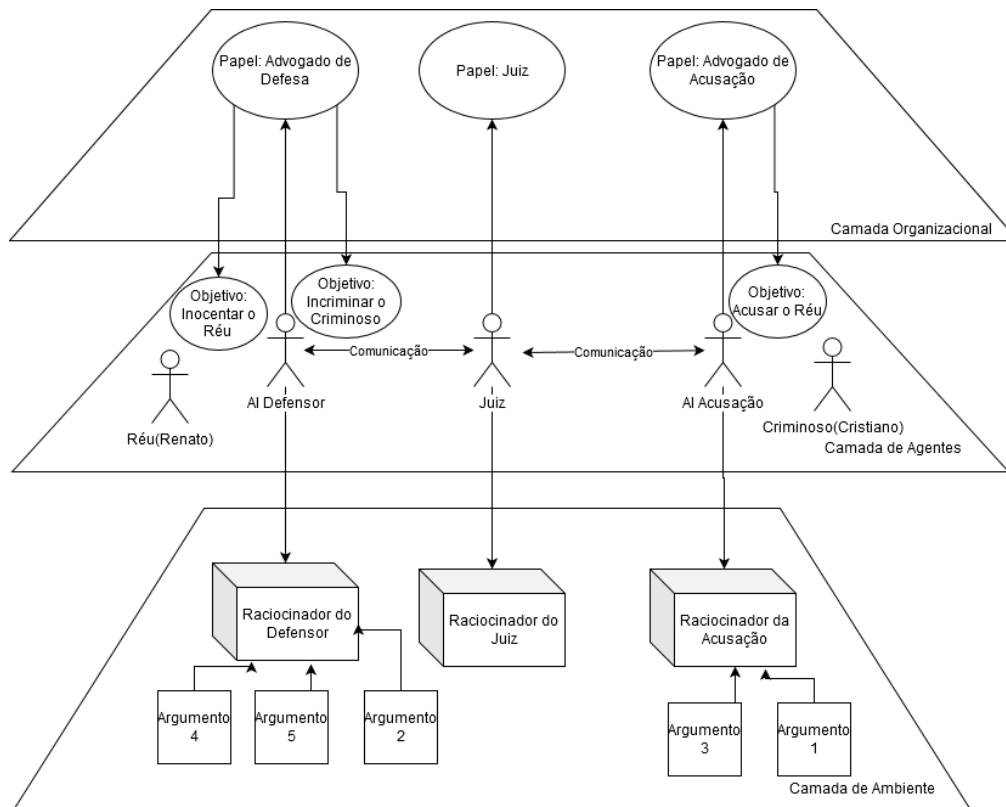 Papel: Advogado de
Defesa
Papel: Juiz
Papel: Advogado de
Acusação
Camada Organizacional
Objetivo:
Inocentar o
Réu
Objetivo:
Incriminar o
Criminoso
Objetivo:
Acusar o Réu
Comunicação
Comunicação
Réu(Renato)
AI Defensor
Juiz
AI Acusação
Criminoso(Cristiano)
Camada de Agentes
Raciocinador do
Defensor
Raciocinador do
Juiz
Raciocinador da
Acusação
Argumento
4
Argumento
5
Argumento
2
Argumento
3
Argumento
1
Camada de Ambiente